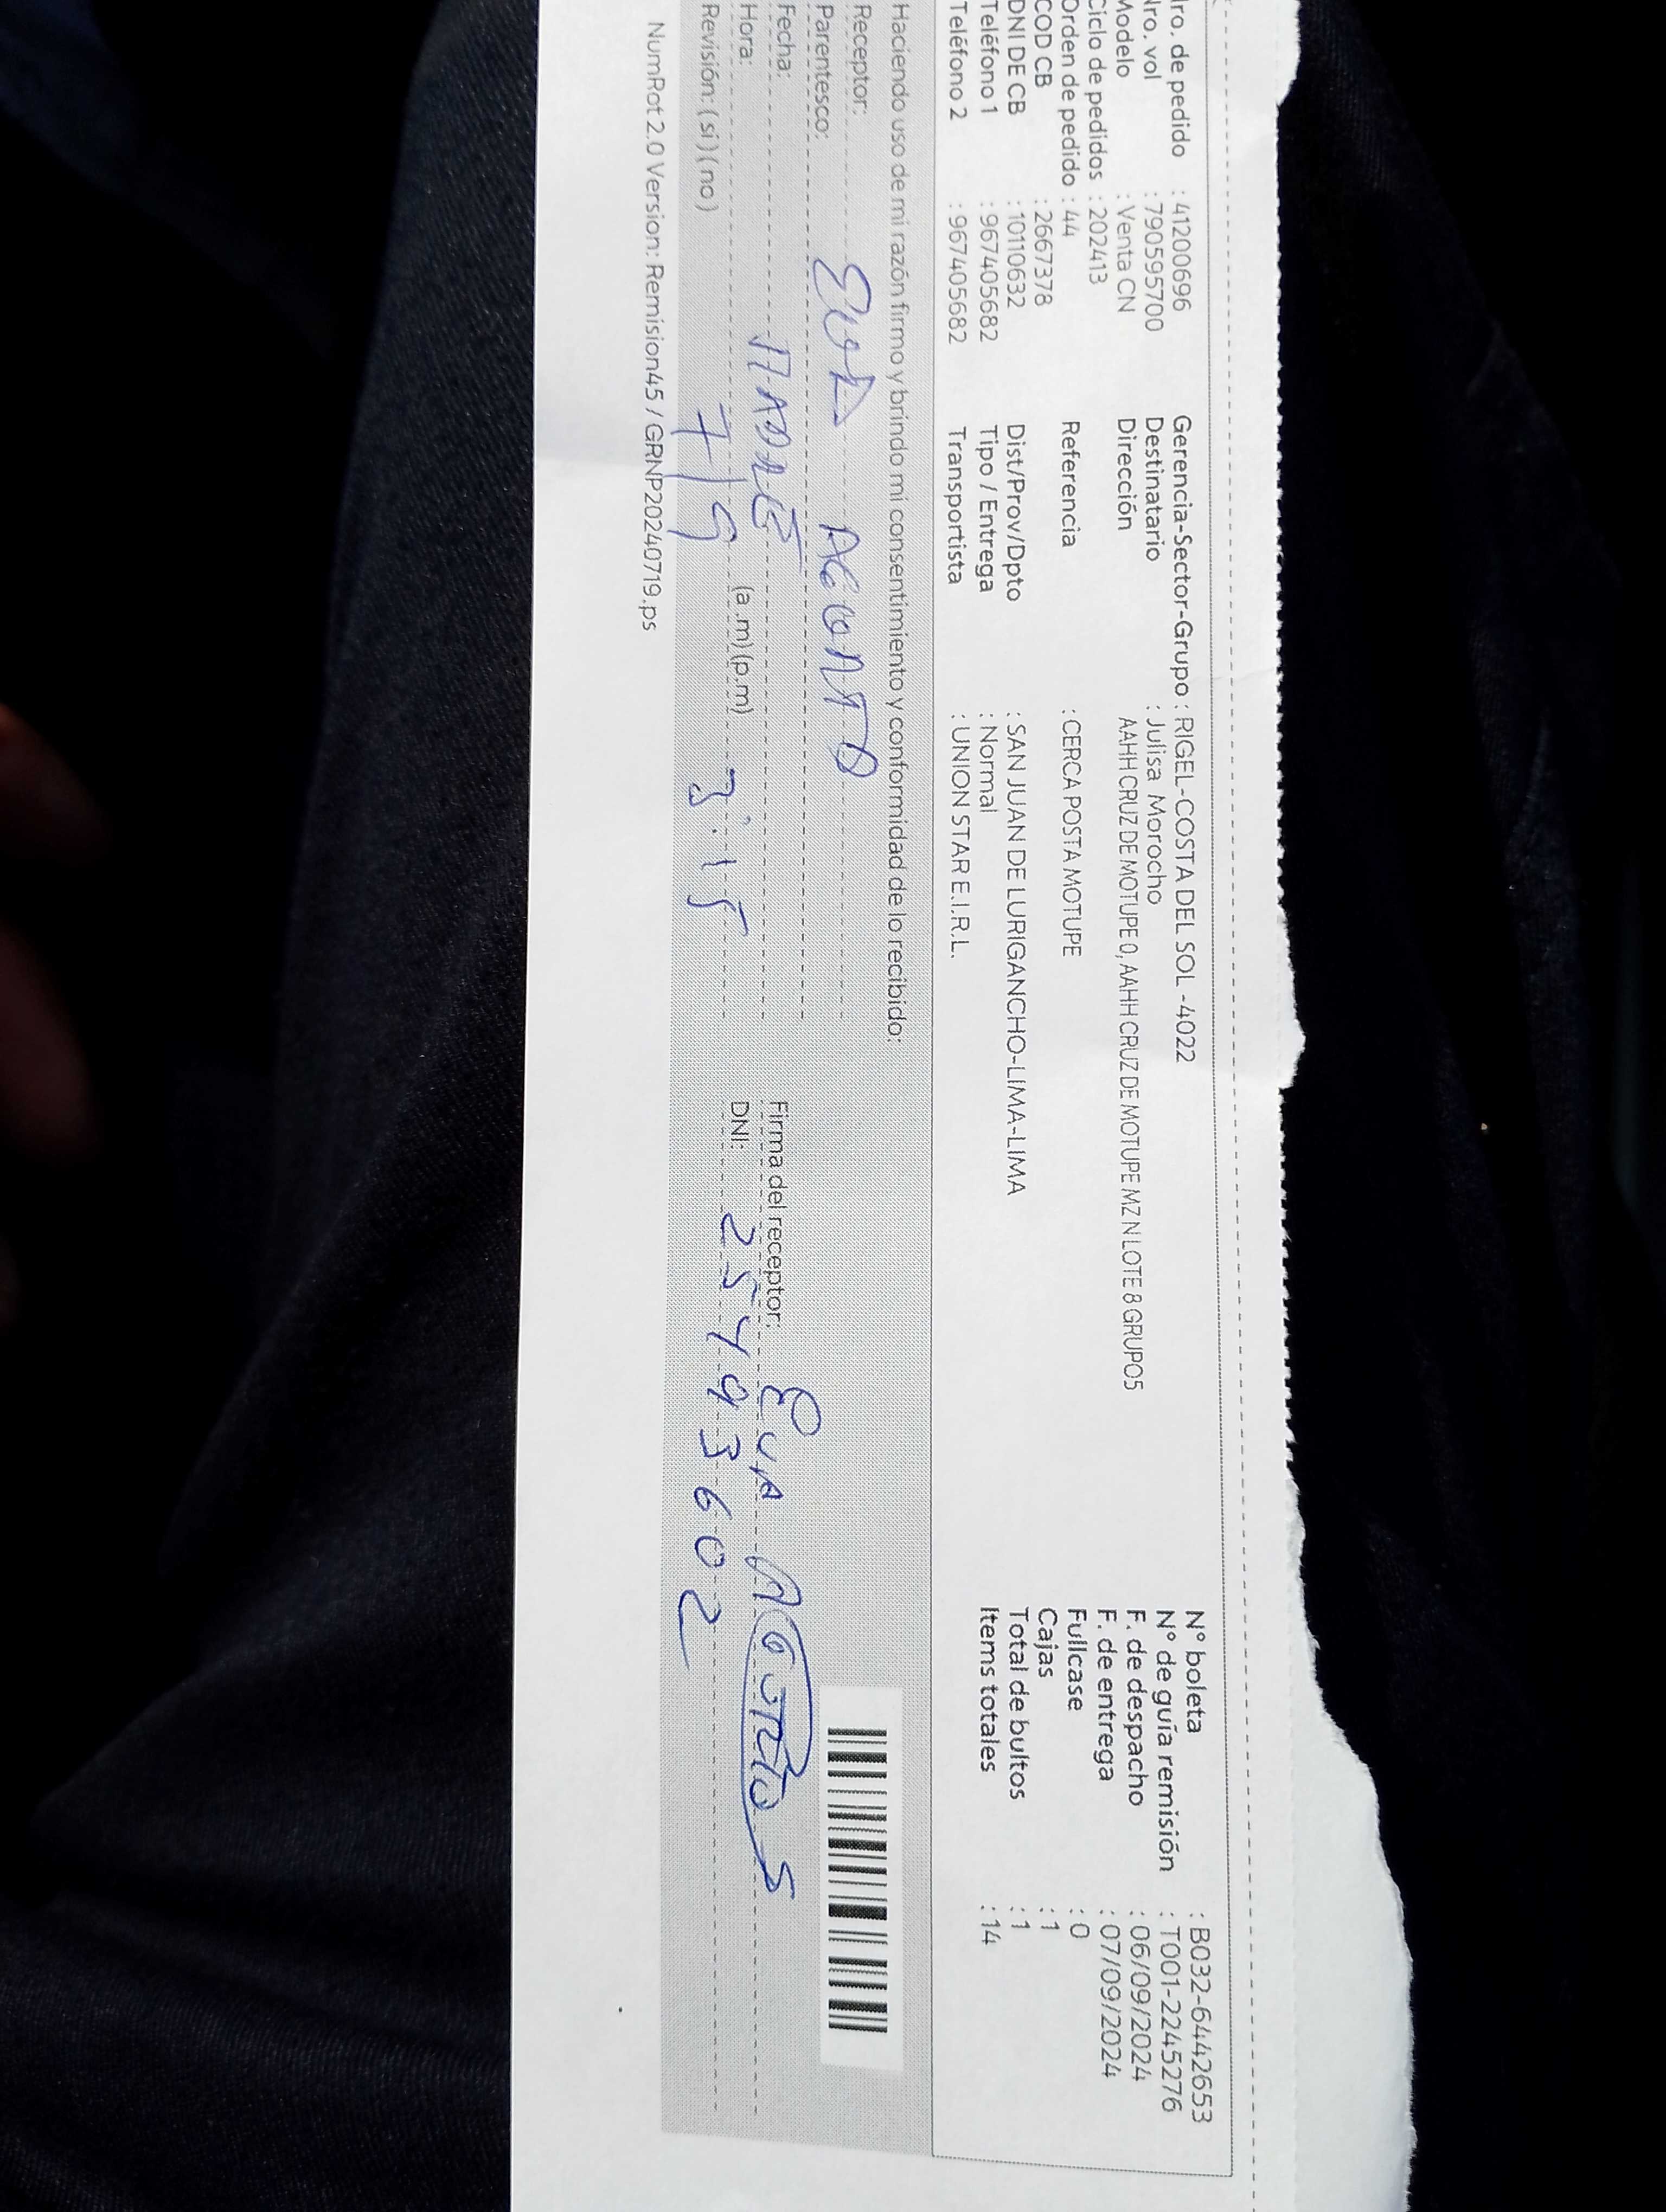 Nro. de pedido : 41200696
Nro. vol : 790595700
Modelo : Venta CN
Ciclo de pedidos : 202413
Orden de pedido : 44
COD CB : 2667378
DNI DE CB : 10110632
Teléfono 1 : 967405682
Teléfono 2 : 967405682
Gerencia-Sector-Grupo : RIGEL-COSTA DEL SOL -4022
Destinatario : Julisa Morocho
Dirección AAHH CRUZ DE MOTUPE 0, AAHH CRUZ DE MOTUPE MZ N LOTE 8 GRUPO5
Referencia : CERCA POSTA MOTUPE
Dist/Prov/Dpto : SAN JUAN DE LURIGANCHO-LIMA-LIMA
Tipo / Entrega : Normal
Transportista : UNION STAR E.I.R.L.
N° boleta : B032-6442653
N° de guía remisión : T001-2245276
F. de despacho : 06/09/2024
F. de entrega : 07/09/2024
Fullcase : 0
Cajas : 1
Total de bultos : 1
Items totales : 14
Haciendo uso de mi razón firmo y brindo mi consentimiento y conformidad de lo recibido:
Receptor: EVA
Parentesco: MADRE
Fecha: 7/9
Hora: (a.m)(p.m) 3:15
Revisión: (si)(no)
Firma del receptor: EVA
DNI: 25493602
NumRot 2.0 Version: Remision45 / GRNP20240719.ps